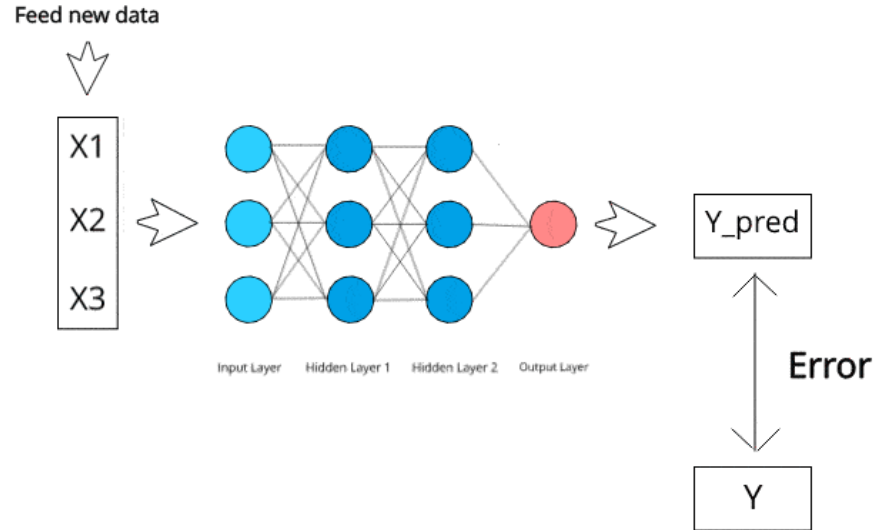 Feed new data
X1
X2
X3
Input Layer
Hidden Layer 1
Hidden Layer 2
Output Layer
Y_pred
Error
Y